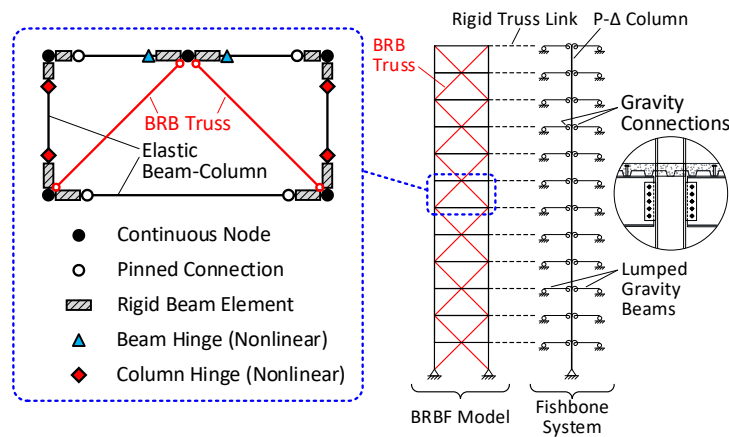 Rigid Truss Link
P-Δ Column
BRB
Truss
Gravity
Connections
BRB Truss
Elastic
Beam-Column
Continuous Node
Pinned Connection
Rigid Beam Element
Beam Hinge (Nonlinear)
Column Hinge (Nonlinear)
Lumped
Gravity
Beams
BRBF Model
Fishbone
System